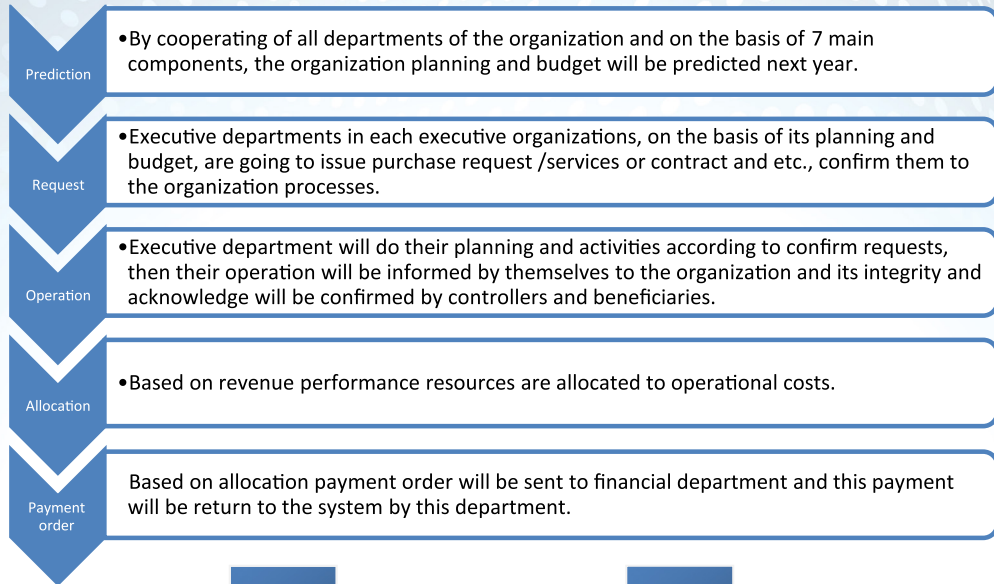 Prediction
•By cooperating of all departments of the organization and on the basis of 7 main
components, the organization planning and budget will be predicted next year.
Request
•Executive departments in each executive organizations, on the basis of its planning and
budget, are going to issue purchase request /services or contract and etc., confirm them to
the organization processes.
Operation
•Executive department will do their planning and activities according to confirm requests,
then their operation will be informed by themselves to the organization and its integrity and
acknowledge will be confirmed by controllers and beneficiaries.
Allocation
•Based on revenue performance resources are allocated to operational costs.
Payment
order
Based on allocation payment order will be sent to financial department and this payment
will be return to the system by this department.